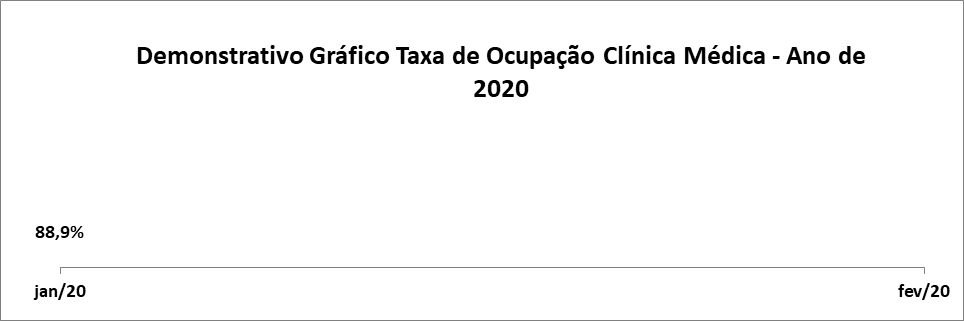 Demonstrativo Gráfico Taxa de Ocupação Clínica Médica - Ano de
2020
88,9%
jan/20
fev/20